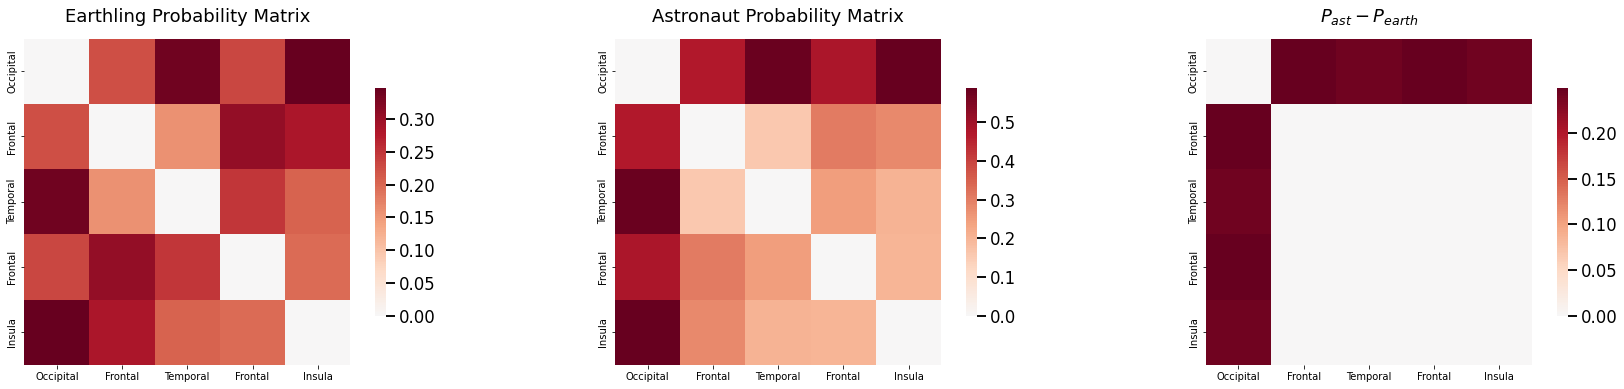 Earthling Probability Matrix
Occipital
Frontal
Temporal
Frontal
Insula
Occipital Frontal Temporal Frontal Insula
0.30
0.25
0.20
0.15
0.10
0.05
0.00
Astronaut Probability Matrix
Occipital
Frontal
Temporal
Frontal
Insula
Occipital Frontal Temporal Frontal Insula
0.5
0.4
0.3
0.2
0.1
0.0
P_ast − P_earth
Occipital
Frontal
Temporal
Frontal
Insula
Occipital Frontal Temporal Frontal Insula
0.20
0.15
0.10
0.05
0.00